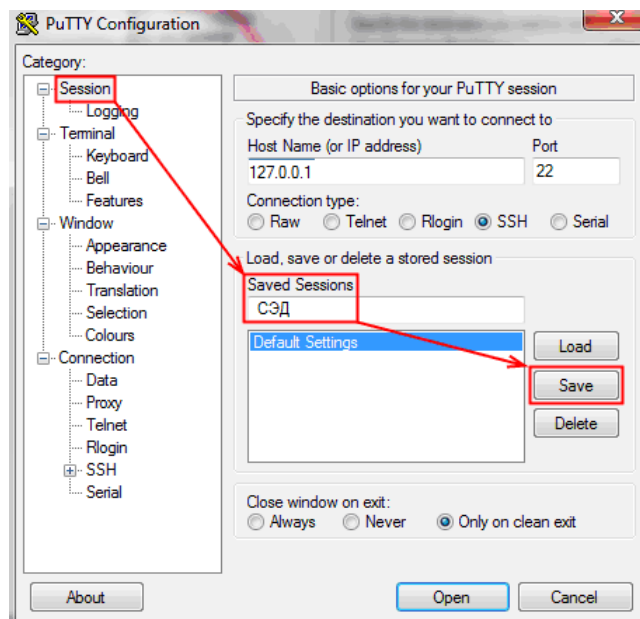 PuTTY Configuration
Category:
Session
Logging
Terminal
Keyboard
Bell
Features
Window
Appearance
Behaviour
Translation
Selection
Colours
Connection
Data
Proxy
Telnet
Rlogin
SSH
Serial
Basic options for your PuTTY session
Specify the destination you want to connect to
Host Name (or IP address) Port
127.0.0.1 22
Connection type:
Raw Telnet Rlogin SSH Serial
Load, save or delete a stored session
Saved Sessions
СЭД
Default Settings
Load
Save
Delete
Close window on exit:
Always Never Only on clean exit
About Open Cancel